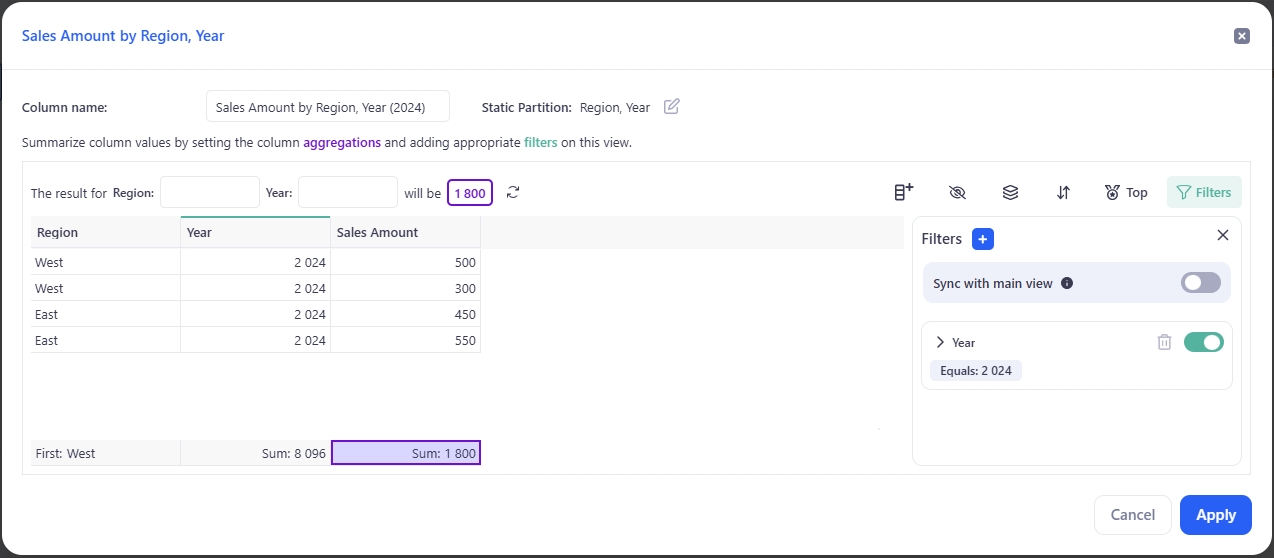 Sales Amount by Region, Year
Column name: Sales Amount by Region, Year (2024) Static Partition: Region, Year
Summarize column values by setting the column aggregations and adding appropriate filters on this view.
The result for Region: Year: will be 1 800 Top Filters
Region Year Sales Amount
West 2 024 500
West 2 024 300
East 2 024 450
East 2 024 550
First: West Sum: 8 096 Sum: 1 800
Filters +
Sync with main view
Year
Equals: 2 024
Cancel Apply